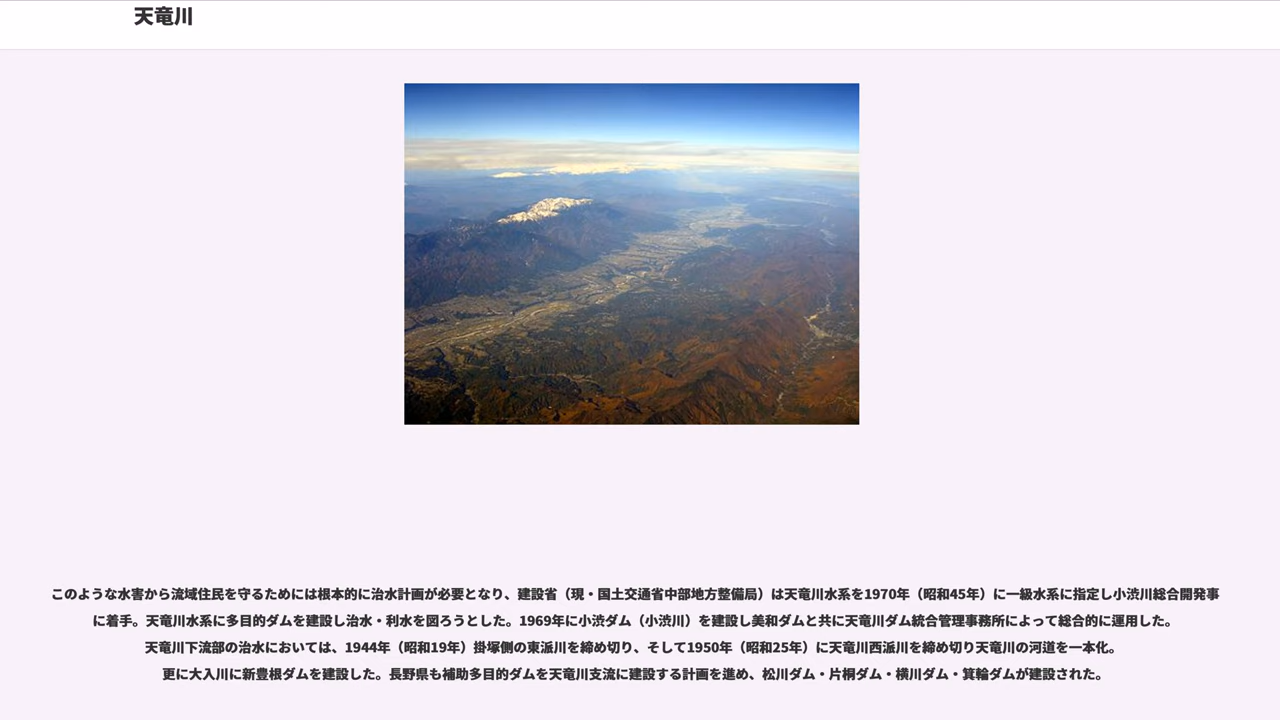 天竜川
このような水害から流域住民を守るためには根本的に治水計画が必要となり、建設省（現・国土交通省中部地方整備局）は天竜川水系を1970年（昭和45年）に一級水系に指定し小渋川総合開発事
に着手。天竜川水系に多目的ダムを建設し治水・利水を図ろうとした。1969年に小渋ダム（小渋川）を建設し美和ダムと共に天竜川ダム統合管理事務所によって総合的に運用した。
天竜川下流部の治水においては、1944年（昭和19年）掛塚側の東派川を締め切り、そして1950年（昭和25年）に天竜川西派川を締め切り天竜川の河道を一本化。
更に大入川に新豊根ダムを建設した。長野県も補助多目的ダムを天竜川支流に建設する計画を進め、松川ダム・片桐ダム・横川ダム・箕輪ダムが建設された。